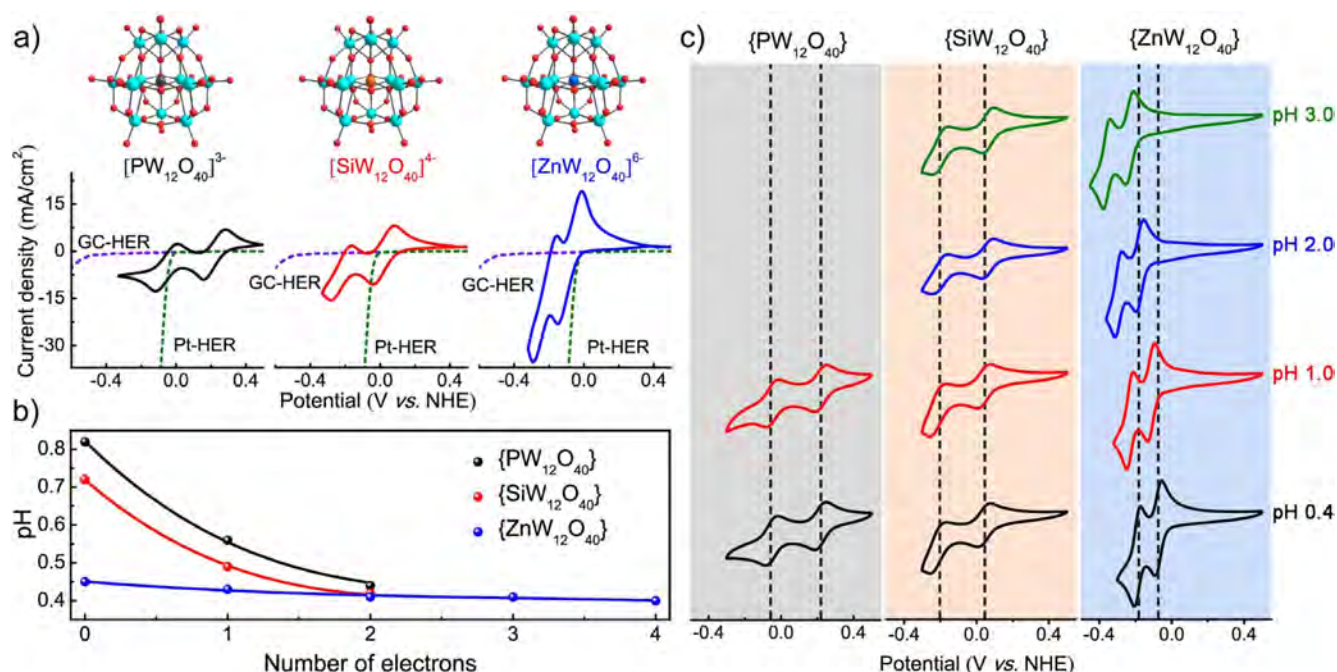 a)
[PW₁₂O₄₀]³⁻ [SiW₁₂O₄₀]⁴⁻ [ZnW₁₂O₄₀]⁶⁻
Current density (mA/cm²)
15
0
-15
-30
GC-HER
Pt-HER
GC-HER
Pt-HER
GC-HER
Pt-HER
-0.4 0.0 0.4 -0.4 0.0 0.4 -0.4 0.0 0.4
Potential (V vs. NHE)
b)
pH
0.8
0.7
0.6
0.5
0.4
{PW₁₂O₄₀}
{SiW₁₂O₄₀}
{ZnW₁₂O₄₀}
0 1 2 3 4
Number of electrons
c)
{PW₁₂O₄₀} {SiW₁₂O₄₀} {ZnW₁₂O₄₀}
pH 3.0
pH 2.0
pH 1.0
pH 0.4
-0.4 0.0 0.4 -0.4 0.0 0.4 -0.4 0.0 0.4
Potential (V vs. NHE)